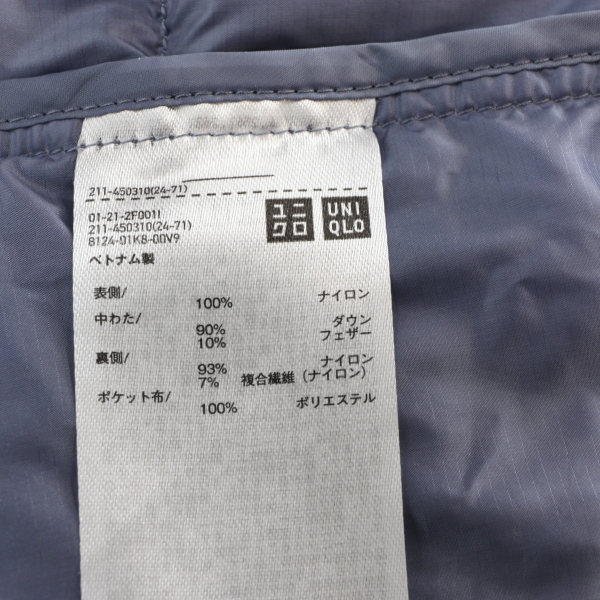 211-450310(24-71)
01-21-2F001I
211-450310(24-71)
8124-01K8-00V9
ユニクロ
UNIQLO
ベトナム製
表側/ 100% ナイロン
中わた/ 90% ダウン
10% フェザー
裏側/ 93% ナイロン
7% 複合繊維(ナイロン)
ポケット布/ 100% ポリエステル